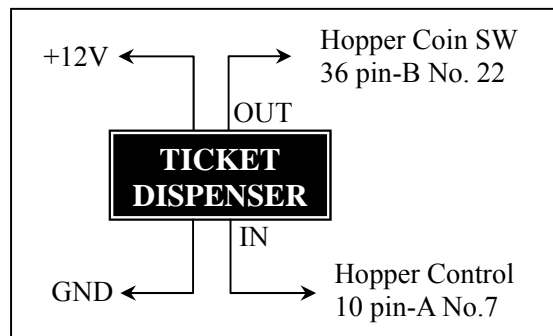 +12V
Hopper Coin SW
36 pin-B No. 22
OUT
TICKET
DISPENSER
IN
GND
Hopper Control
10 pin-A No.7